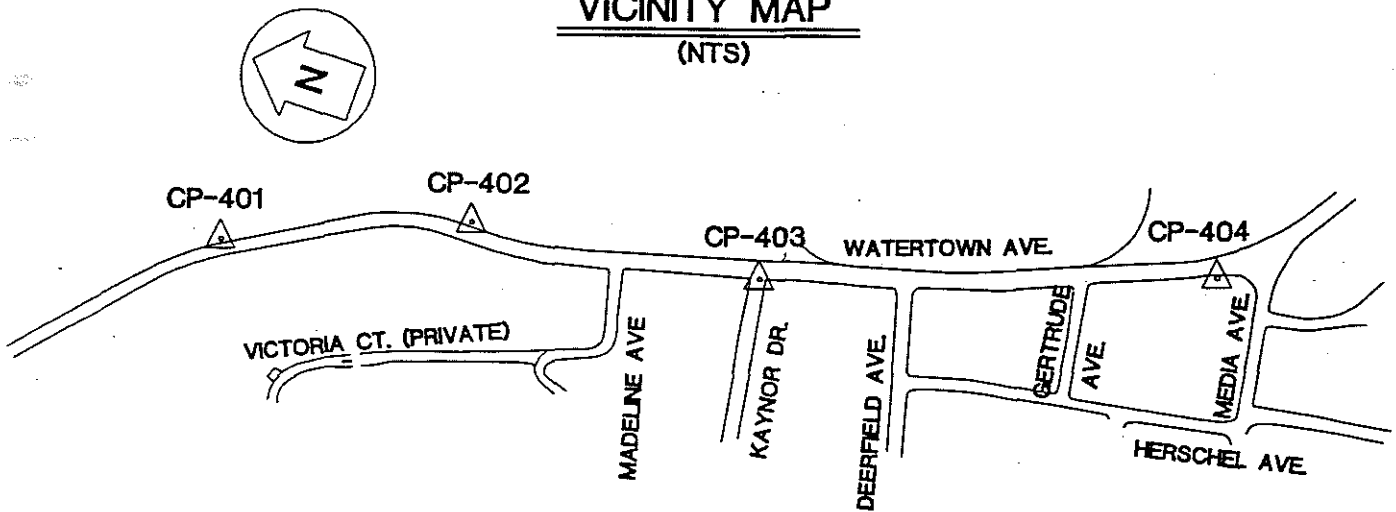 VICINITY MAP
(NTS)
N
CP-401
CP-402
CP-403
WATERTOWN AVE.
CP-404
VICTORIA CT. (PRIVATE)
MADELINE AVE
KAYNOR DR.
DEERFIELD AVE.
GERTRUDE
AVE.
MEDIA AVE.
HERSCHEL AVE.